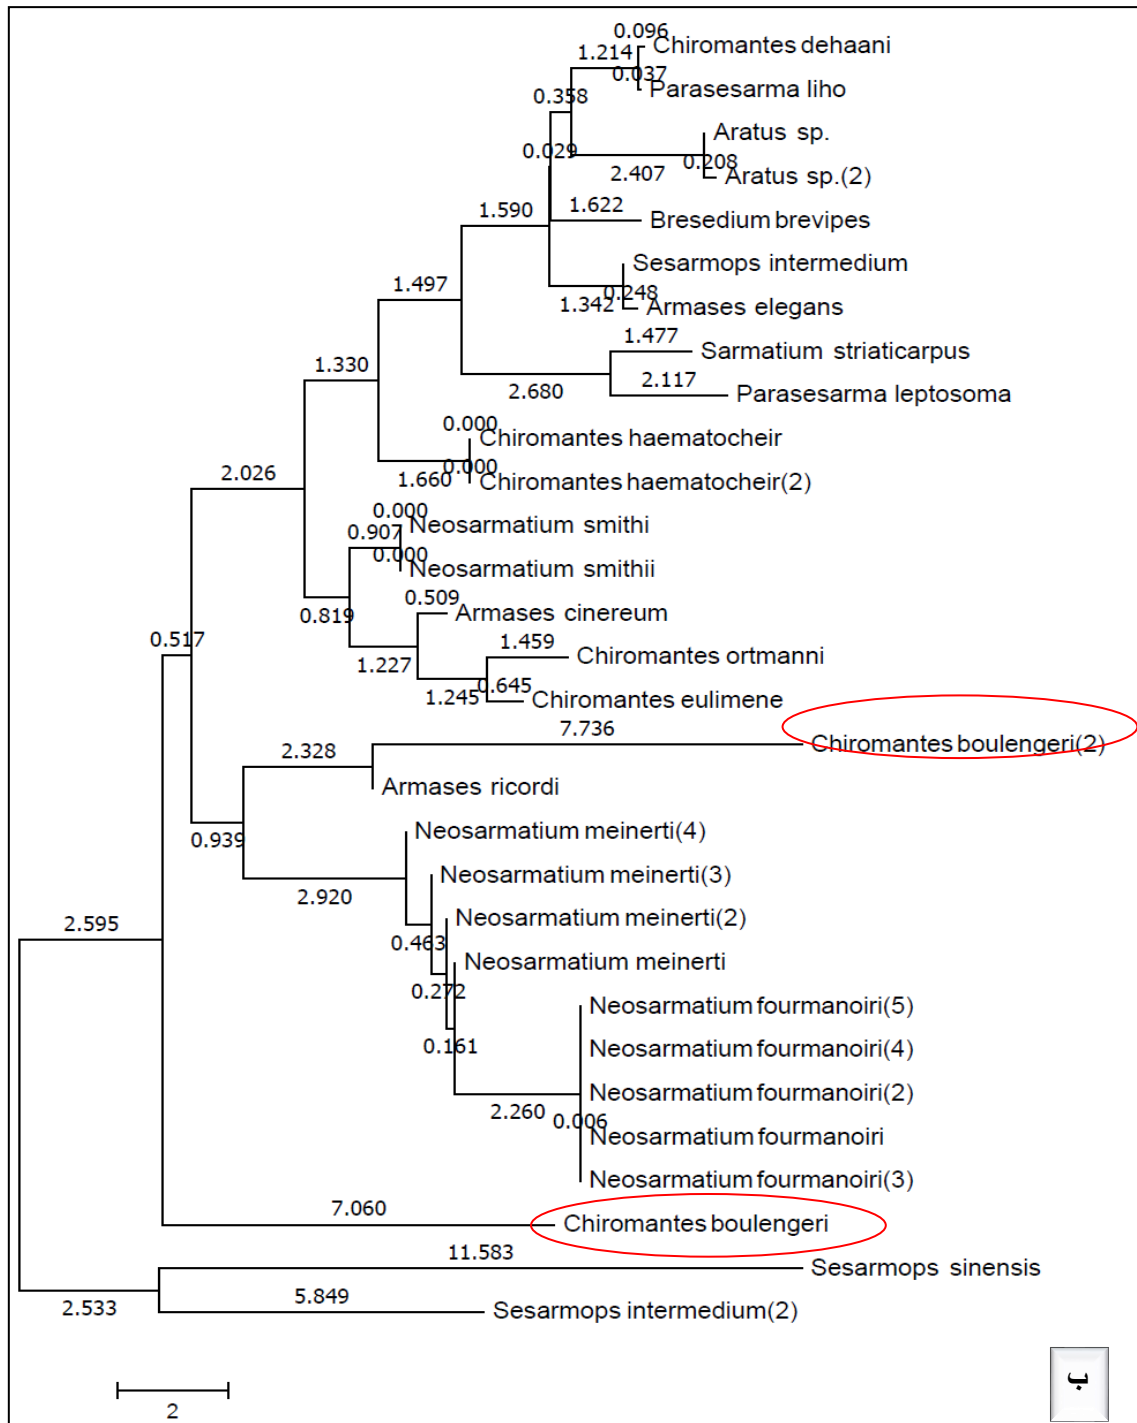 0.096
Chiromantes dehaani
1.214
0.037
Parasesarma liho
0.358
Aratus sp.
0.029
0.208
2.407
Aratus sp.(2)
1.590
1.622
Bresedium brevipes
Sesarmops intermedium
1.497
0.248
1.342
Armases elegans
1.477
Sarmatium striaticarpus
1.330
2.117
2.680
Parasesarma leptosoma
0.000
Chiromantes haematocheir
2.026
0.000
1.660
Chiromantes haematocheir(2)
0.000
Neosarmatium smithi
0.907
0.000
Neosarmatium smithii
0.509
0.819
Armases cinereum
0.517
1.459
1.227
Chiromantes ortmanni
0.645
1.245
Chiromantes eulimene
7.736
Chiromantes boulengeri(2)
2.328
Armases ricordi
0.939
Neosarmatium meinerti(4)
Neosarmatium meinerti(3)
2.920
2.595
Neosarmatium meinerti(2)
0.463
Neosarmatium meinerti
0.272
Neosarmatium fourmanoiri(5)
0.161
Neosarmatium fourmanoiri(4)
Neosarmatium fourmanoiri(2)
2.260
0.006
Neosarmatium fourmanoiri
Neosarmatium fourmanoiri(3)
7.060
Chiromantes boulengeri
11.583
Sesarmops sinensis
2.533
5.849
Sesarmops intermedium(2)
2
ب